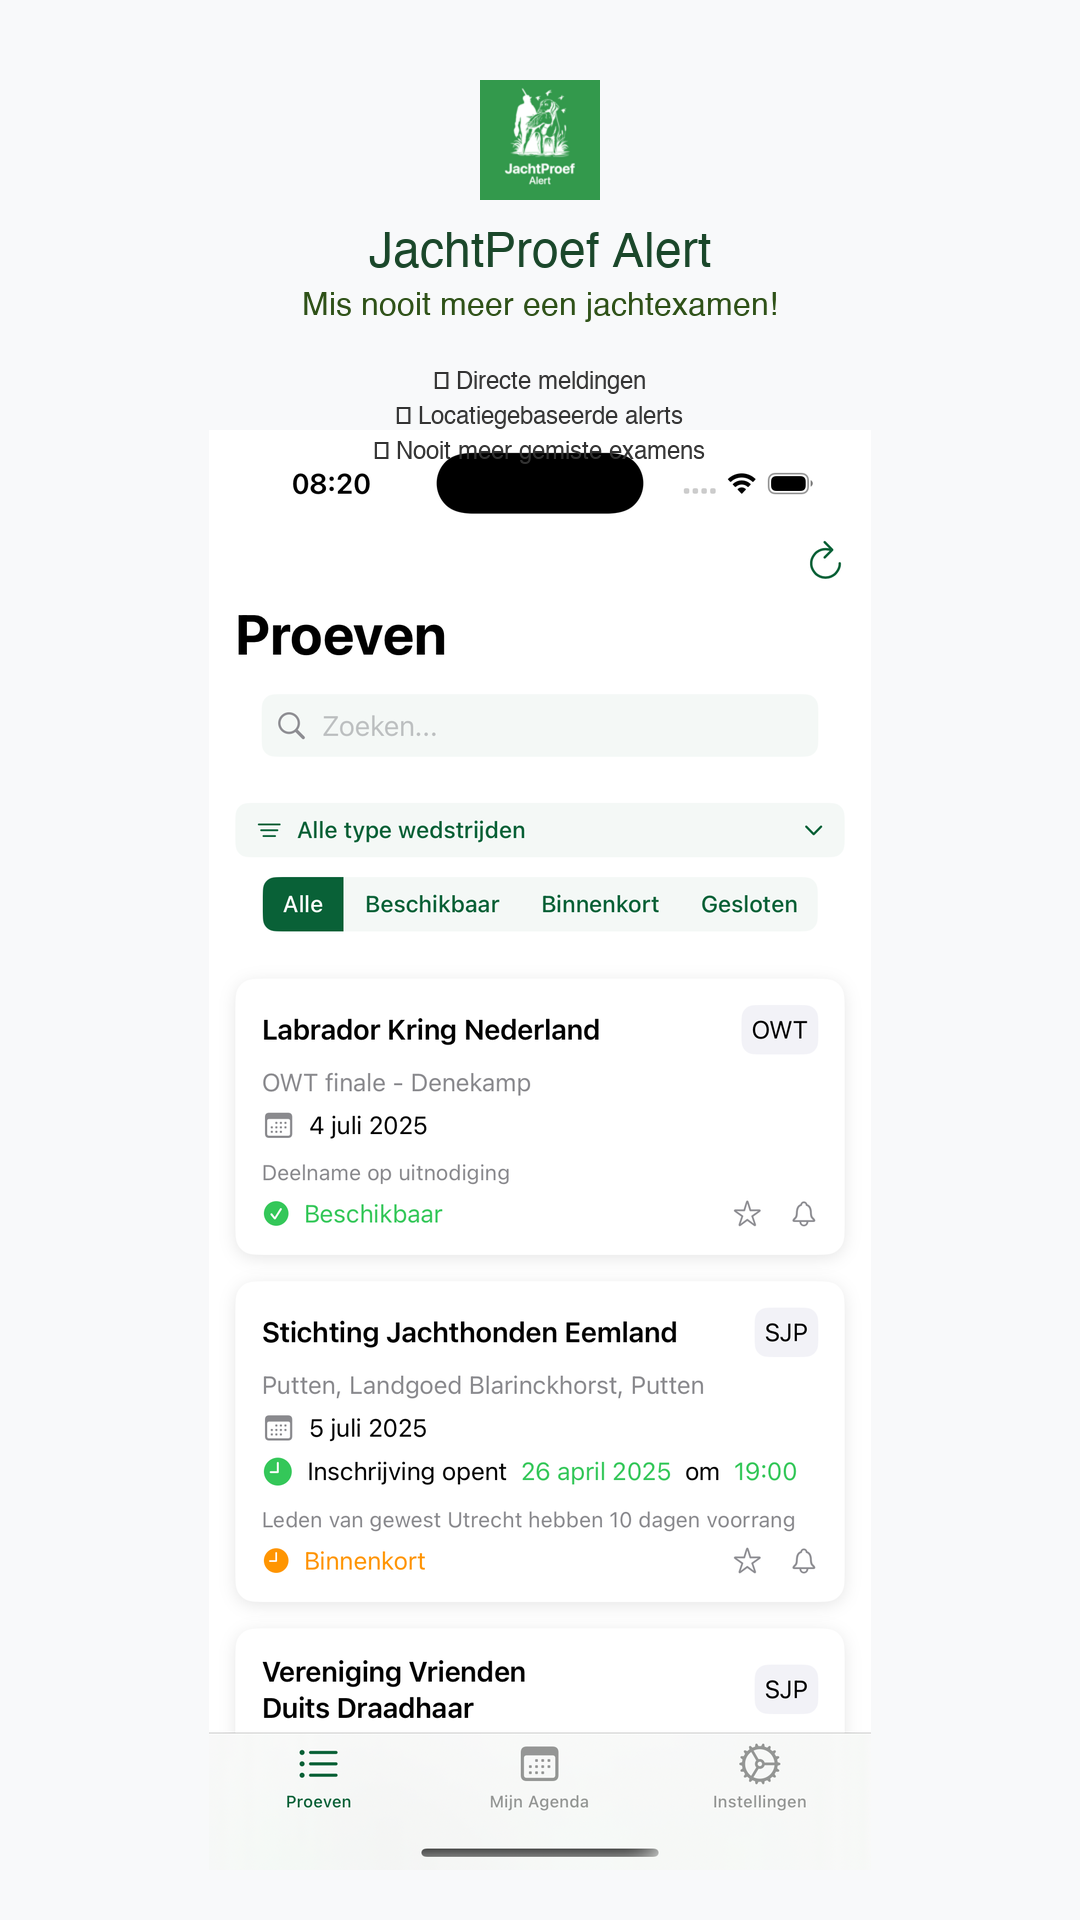 JachtProef
Alert
JachtProef Alert
Mis nooit meer een jachtexamen!
Directe meldingen
Locatiegebaseerde alerts
Nooit meer gemiste examens
08:20
Proeven
Zoeken...
Alle type wedstrijden
Alle Beschikbaar Binnenkort Gesloten
Labrador Kring Nederland OWT
OWT finale - Denekamp
4 juli 2025
Deelname op uitnodiging
Beschikbaar
Stichting Jachthonden Eemland SJP
Putten, Landgoed Blarinckhorst, Putten
5 juli 2025
Inschrijving opent 26 april 2025 om 19:00
Leden van gewest Utrecht hebben 10 dagen voorrang
Binnenkort
Vereniging Vrienden
Duits Draadhaar SJP
Proeven Mijn Agenda Instellingen